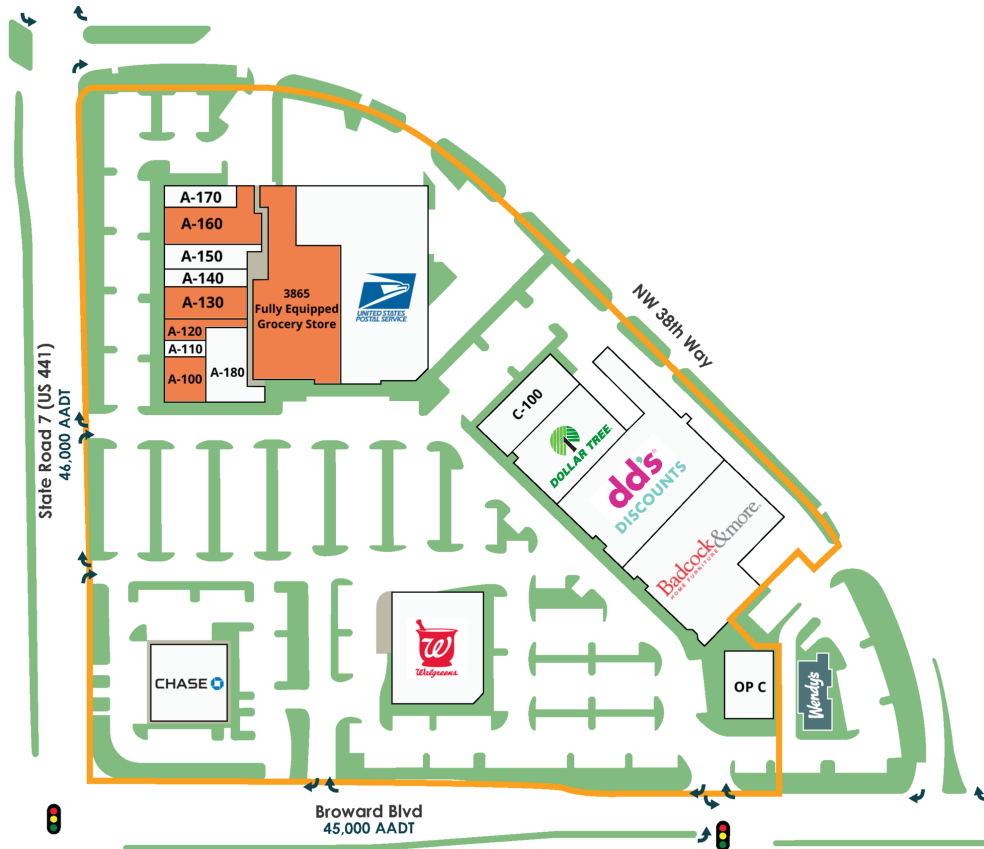 A-170
A-160
A-150
A-140
A-130
A-120
A-110
A-100
A-180
3865
Fully Equipped
Grocery Store
UNITED STATES
POSTAL SERVICE
NW 38th Way
State Road 7 (US 441)
46,000 AADT
C-100
DOLLAR TREE
dd's
DISCOUNTS
Badcock &more
HOME FURNITURE
W
Walgreens
CHASE
OP C
Wendy's
Broward Blvd
45,000 AADT